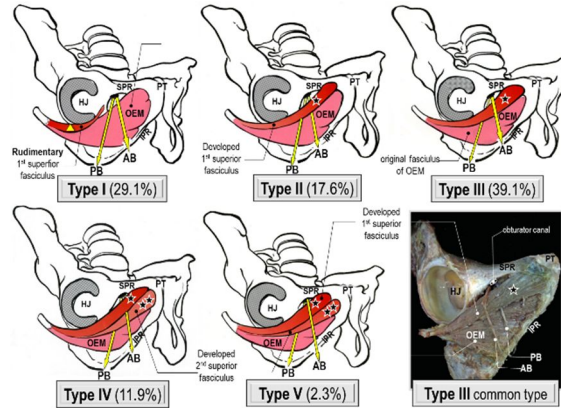 HJ
SPR
PT
OEM
IPR
Rudimentary
1st superfior
fasciculus
PB
AB
Type I (29.1%)
HJ
SPR
PT
OEM
IPR
Developed
1st superior
fasciculus
PB
AB
Type II (17.6%)
HJ
SPR
PT
OEM
IPR
original fasciulus
of OEM
PB
AB
Type III (39.1%)
HJ
SPR
PT
OEM
IPR
PB
AB
Developed
2nd superior
fasciculus
Type IV (11.9%)
Developed
1st superior
fasciculus
HJ
SPR
PT
OEM
IPR
PB
AB
Type V (2.3%)
obturator canal
SPR
PT
HJ
OEM
IPR
PB
AB
Type III common type